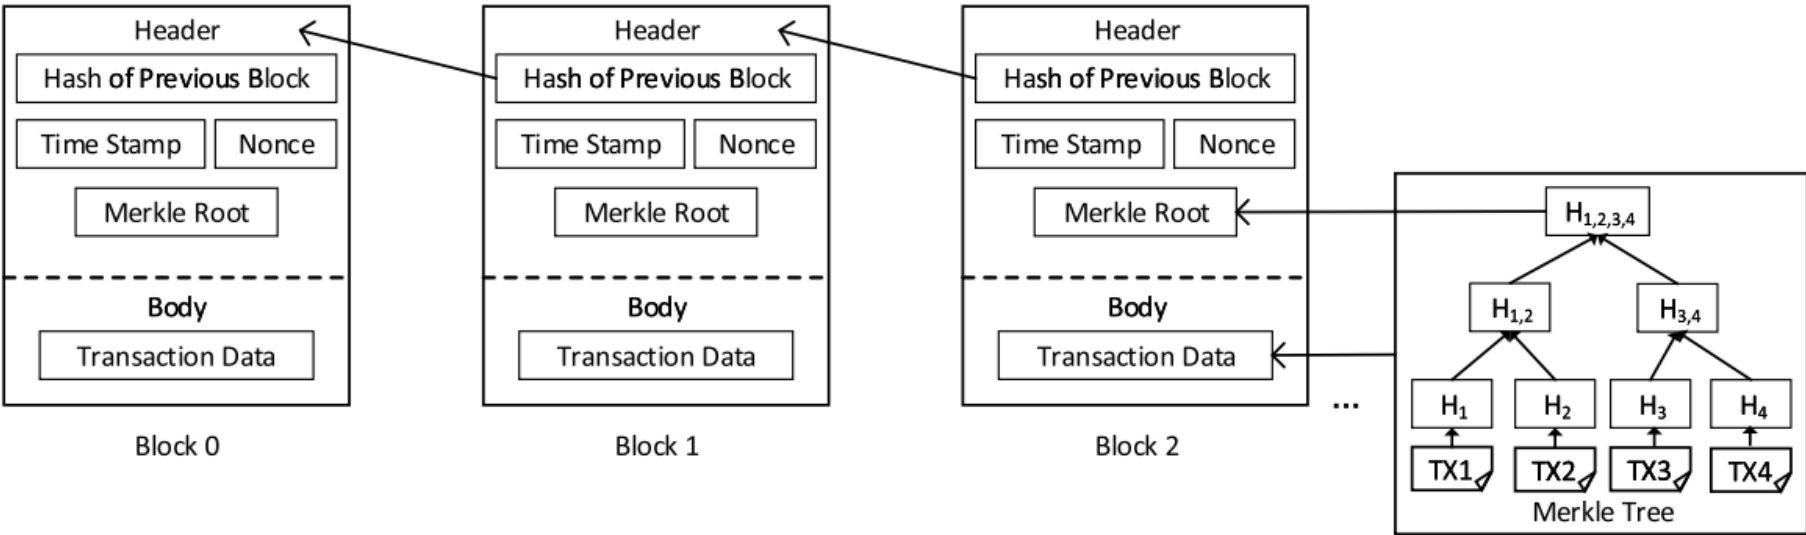 Header
Hash of Previous Block
Time Stamp
Nonce
Merkle Root
Body
Transaction Data
Block 0
Header
Hash of Previous Block
Time Stamp
Nonce
Merkle Root
Body
Transaction Data
Block 1
Header
Hash of Previous Block
Time Stamp
Nonce
Merkle Root
Body
Transaction Data
Block 2
...
H1,2,3,4
H1,2
H3,4
H1
H2
H3
H4
TX1
TX2
TX3
TX4
Merkle Tree